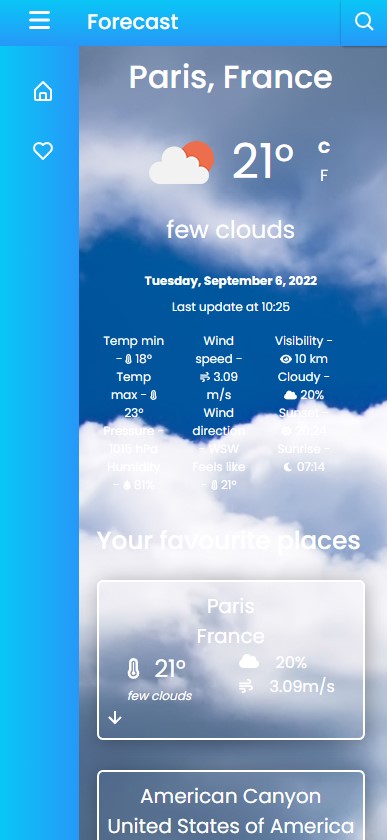 Forecast
Paris, France
21°
C
F
few clouds
Tuesday, September 6, 2022
Last update at 10:25
Temp min
- 18°
Temp
max -
23°
Pressure -
hPa
Humidity
- 81%
Wind
speed -
3.09
m/s
Wind
direction
- WSW
Feels like
- 21°
Visibility -
10 km
Cloudy -
20%
Sunset -
Sunrise -
07:14
Your favourite places
Paris
France
21°
few clouds
20%
3.09m/s
American Canyon
United States of America